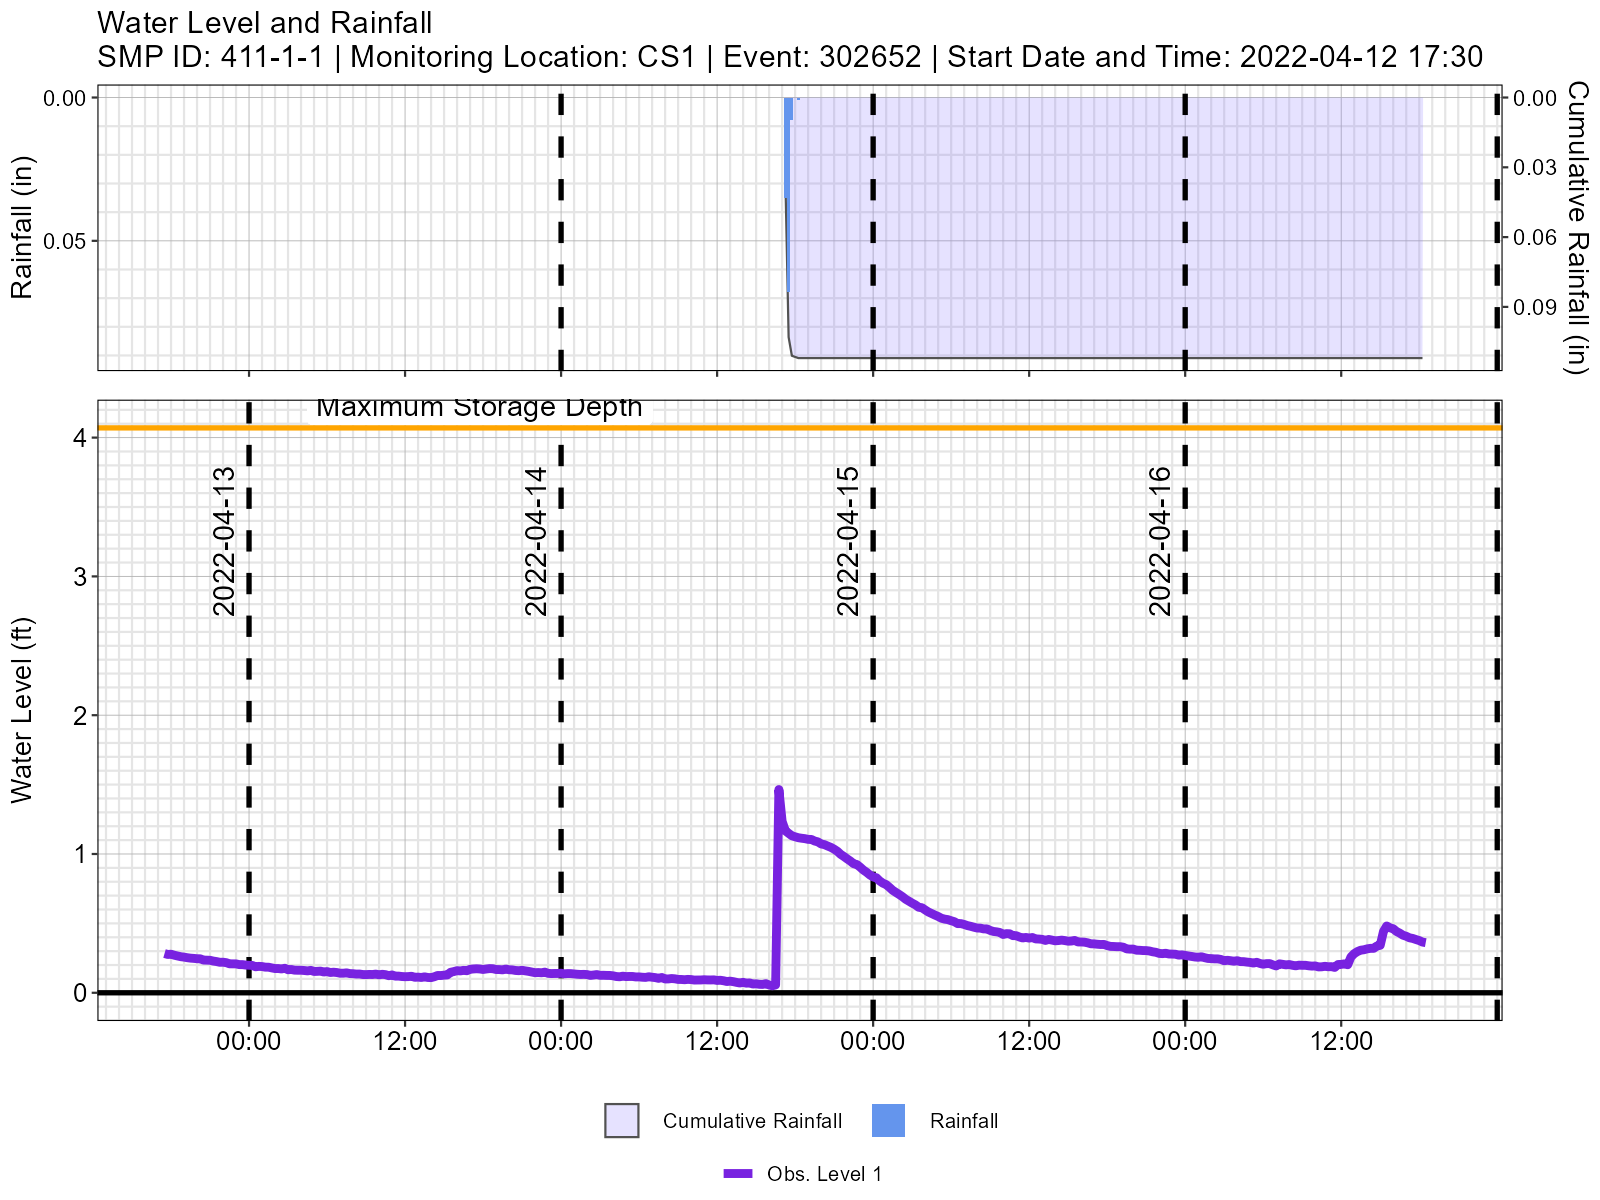 Water Level and Rainfall
SMP ID: 411-1-1 | Monitoring Location: CS1 | Event: 302652 | Start Date and Time: 2022-04-12 17:30
Rainfall (in)
0.00
0.05
0.00
0.03
0.06
0.09
Cumulative Rainfall (in)
Maximum Storage Depth
Water Level (ft)
4
3
2
1
0
2022-04-13
2022-04-14
2022-04-15
2022-04-16
00:00
12:00
00:00
12:00
00:00
12:00
00:00
12:00
Cumulative Rainfall
Rainfall
Obs. Level 1